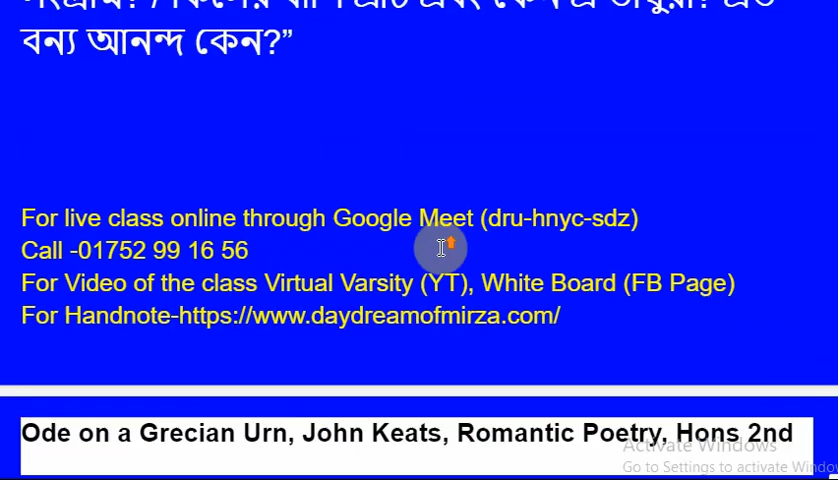 বন্য আনন্দ কেন?”
For live class online through Google Meet (dru-hnyc-sdz)
Call -01752 99 16 56
For Video of the class Virtual Varsity (YT), White Board (FB Page)
For Handnote-https://www.daydreamofmirza.com/
Ode on a Grecian Urn, John Keats, Romantic Poetry, Hons 2nd
Activate Windows
Go to Settings to activate Windo